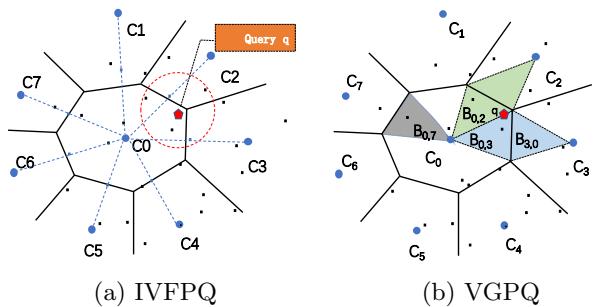 C1
Query q
C7
C2
C0
C6
C3
C5
C4
(a) IVFPQ
C1
C2
C7
B0,2
q
B0,7
B0,3
B3,0
C0
C6
C3
C5
C4
(b) VGPQ